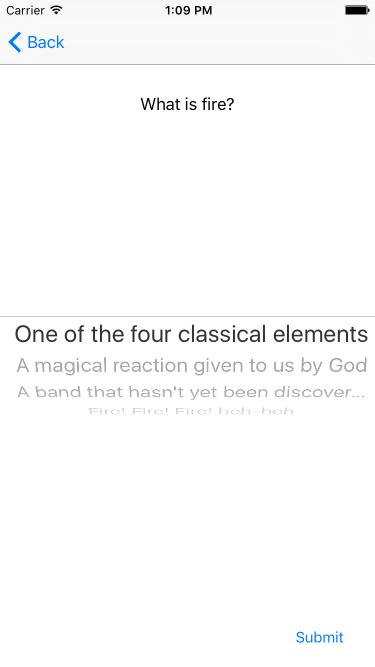 Carrier 1:09 PM
Back
What is fire?
One of the four classical elements
A magical reaction given to us by God
A band that hasn't yet been discover...
Fire! Fire! Fire! heh-heh
Submit